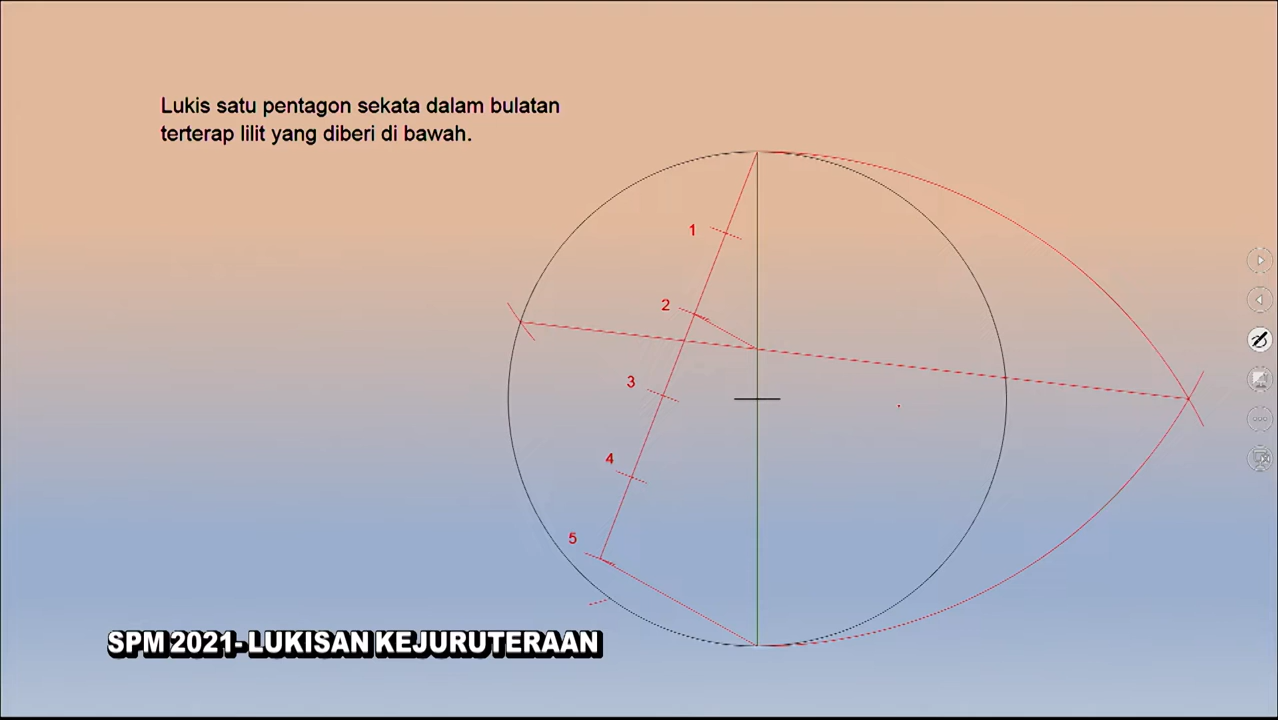 Lukis satu pentagon sekata dalam bulatan
terterap lilit yang diberi di bawah.
1
2
3
4
5
SPM 2021- LUKISAN KEJURUTERAAN